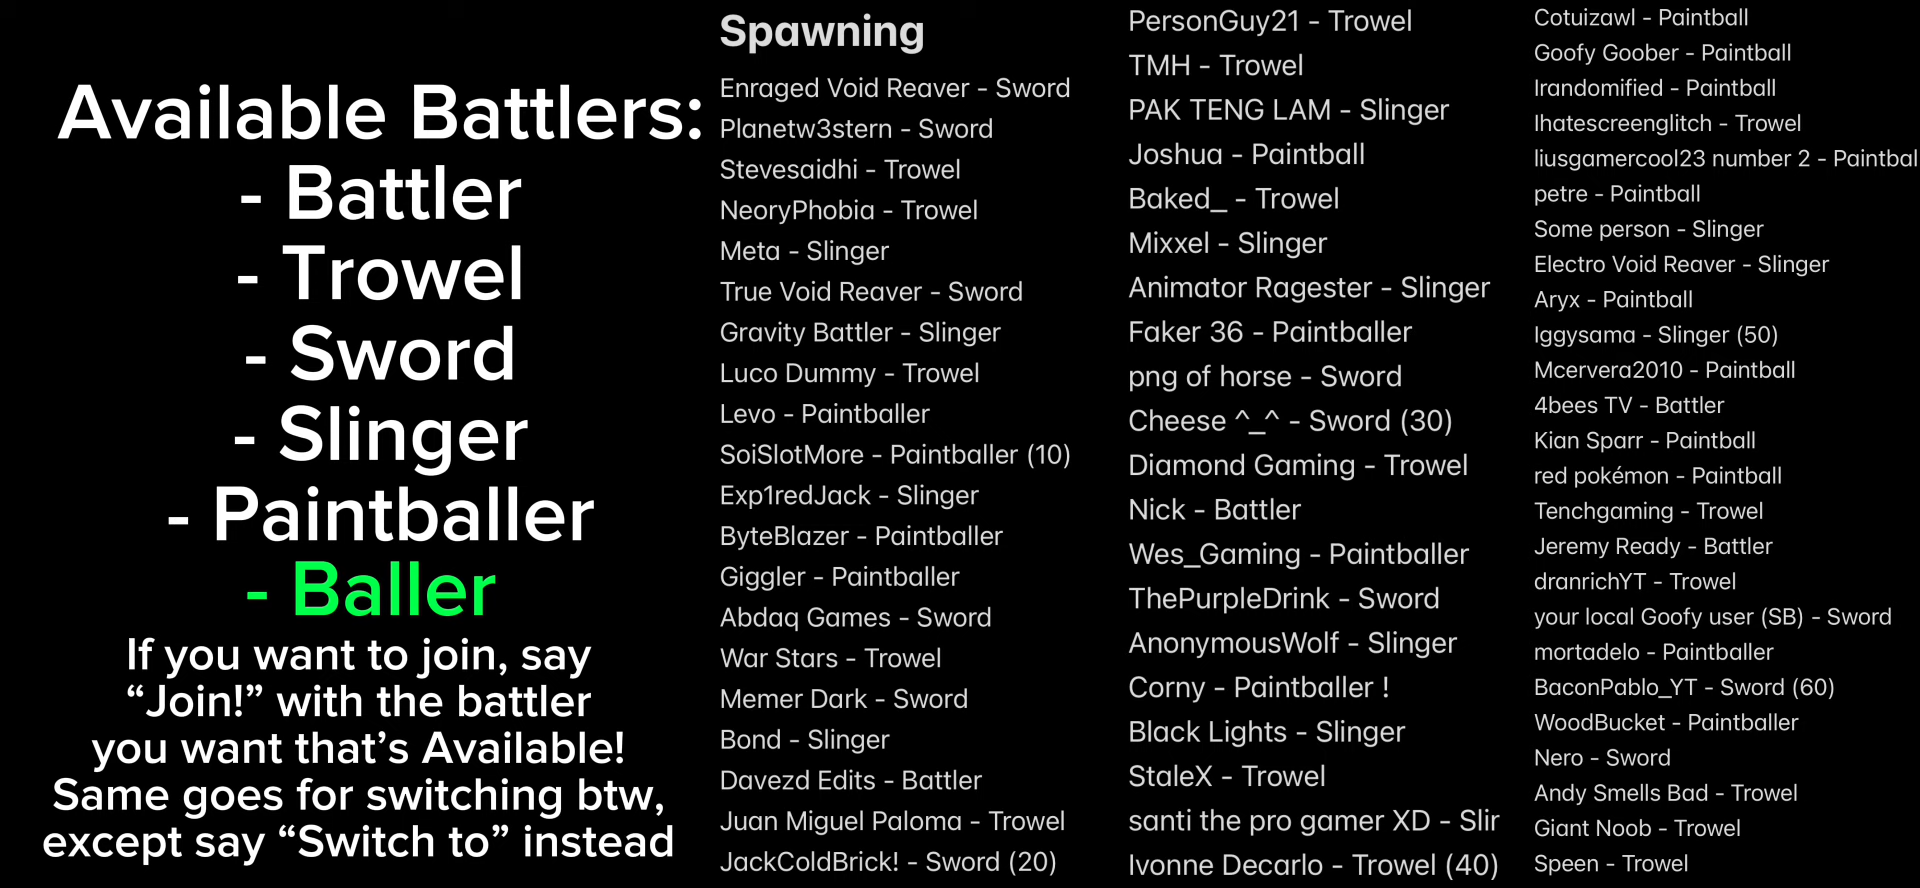 Available Battlers:
- Battler
- Trowel
- Sword
- Slinger
- Paintballer
- Baller
If you want to join, say
“Join!” with the battler
you want that’s Available!
Same goes for switching btw,
except say “Switch to” instead
Spawning
Enraged Void Reaver - Sword
Planetw3stern - Sword
Stevesaidhi - Trowel
NeoryPhobia - Trowel
Meta - Slinger
True Void Reaver - Sword
Gravity Battler - Slinger
Luco Dummy - Trowel
Levo - Paintballer
SoiSlotMore - Paintballer (10)
Exp1redJack - Slinger
ByteBlazer - Paintballer
Giggler - Paintballer
Abdaq Games - Sword
War Stars - Trowel
Memer Dark - Sword
Bond - Slinger
Davezd Edits - Battler
Juan Miguel Paloma - Trowel
JackColdBrick! - Sword (20)
PersonGuy21 - Trowel
TMH - Trowel
PAK TENG LAM - Slinger
Joshua - Paintball
Baked_ - Trowel
Mixxel - Slinger
Animator Ragester - Slinger
Faker 36 - Paintballer
png of horse - Sword
Cheese ^_^ - Sword (30)
Diamond Gaming - Trowel
Nick - Battler
Wes_Gaming - Paintballer
ThePurpleDrink - Sword
AnonymousWolf - Slinger
Corny - Paintballer !
Black Lights - Slinger
StaleX - Trowel
santi the pro gamer XD - Slir
Ivonne Decarlo - Trowel (40)
Cotuizawl - Paintball
Goofy Goober - Paintball
Irandomified - Paintball
Ihatescreenglitch - Trowel
liusgamercool23 number 2 - Paintbal
petre - Paintball
Some person - Slinger
Electro Void Reaver - Slinger
Aryx - Paintball
Iggysama - Slinger (50)
Mcervera2010 - Paintball
4bees TV - Battler
Kian Sparr - Paintball
red pokémon - Paintball
Tenchgaming - Trowel
Jeremy Ready - Battler
dranrichYT - Trowel
your local Goofy user (SB) - Sword
mortadelo - Paintballer
BaconPablo_YT - Sword (60)
WoodBucket - Paintballer
Nero - Sword
Andy Smells Bad - Trowel
Giant Noob - Trowel
Speen - Trowel